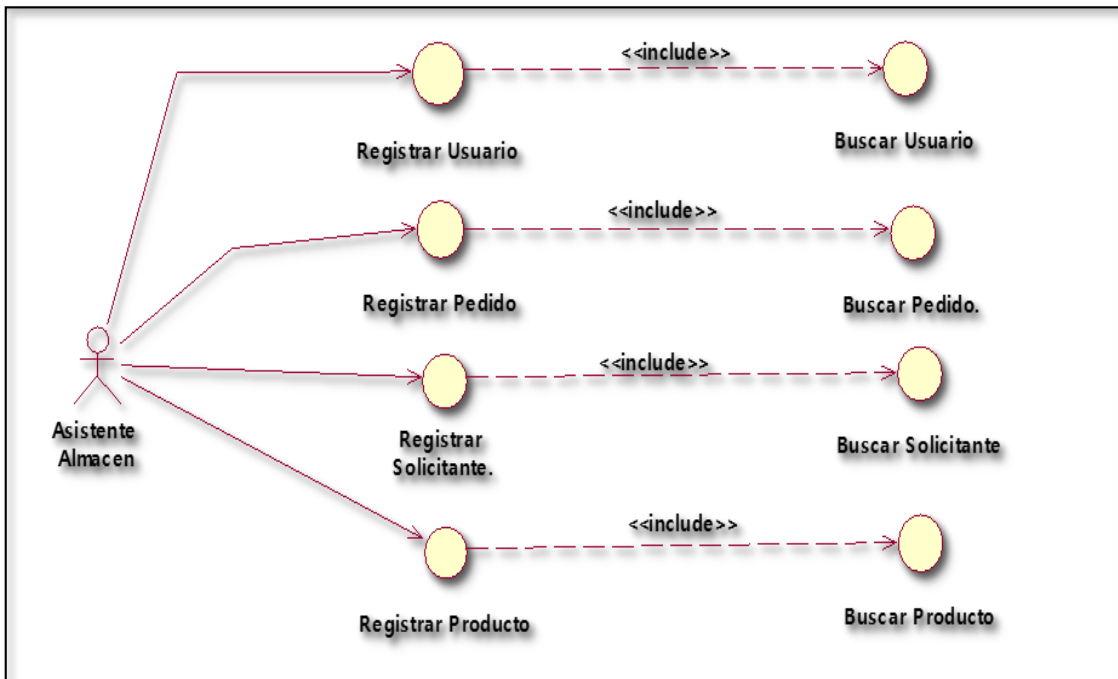 <<include>>
Registrar Usuario
Buscar Usuario
<<include>>
Registrar Pedido
Buscar Pedido.
<<include>>
Asistente
Almacen
Registrar
Solicitante.
Buscar Solicitante
<<include>>
Registrar Producto
Buscar Producto